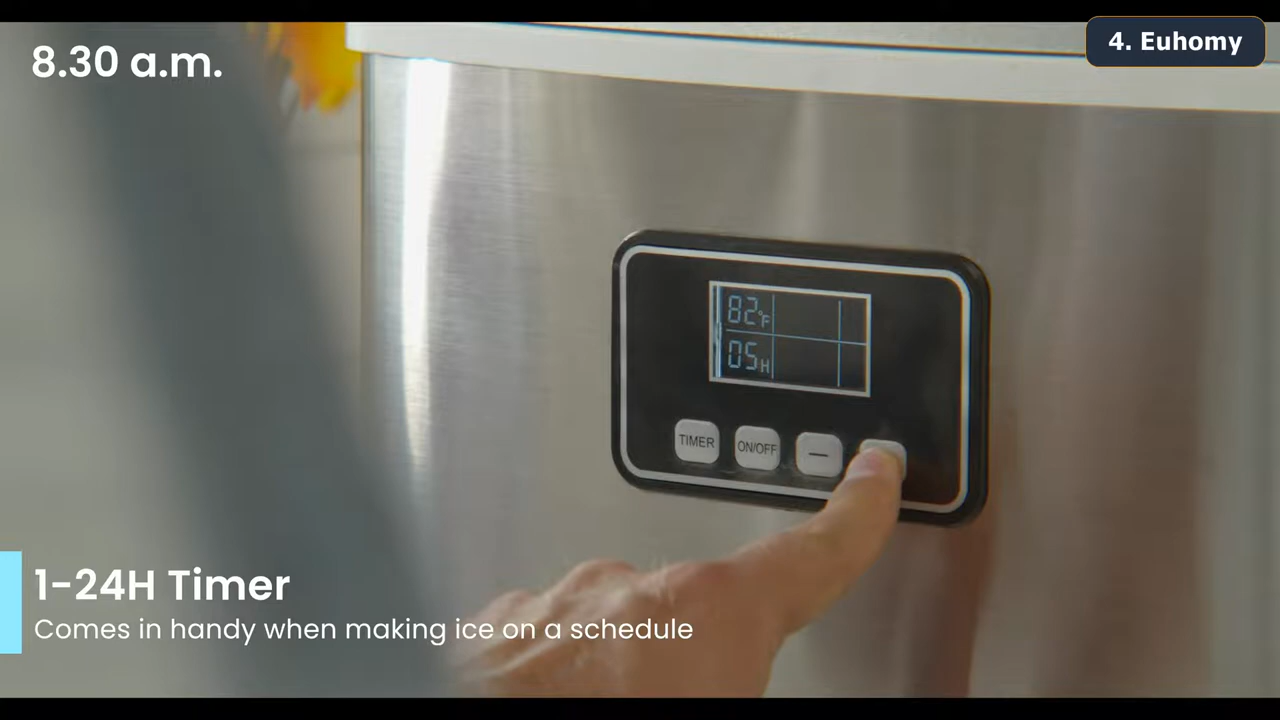 8.30 a.m.
4. Euhomy
82°F
05H
TIMER
ON/OFF
—
1-24H Timer
Comes in handy when making ice on a schedule